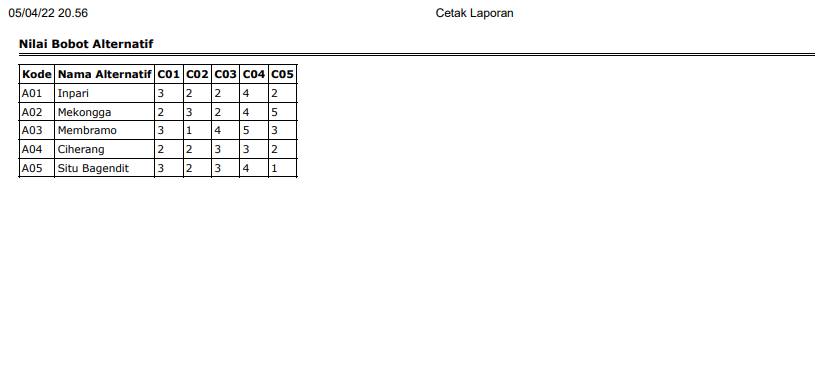 05/04/22 20.56 Cetak Laporan
Nilai Bobot Alternatif
Kode Nama Alternatif C01 C02 C03 C04 C05
A01 Inpari 3 2 2 4 2
A02 Mekongga 2 3 2 4 5
A03 Membramo 3 1 4 5 3
A04 Ciherang 2 2 3 3 2
A05 Situ Bagendit 3 2 3 4 1